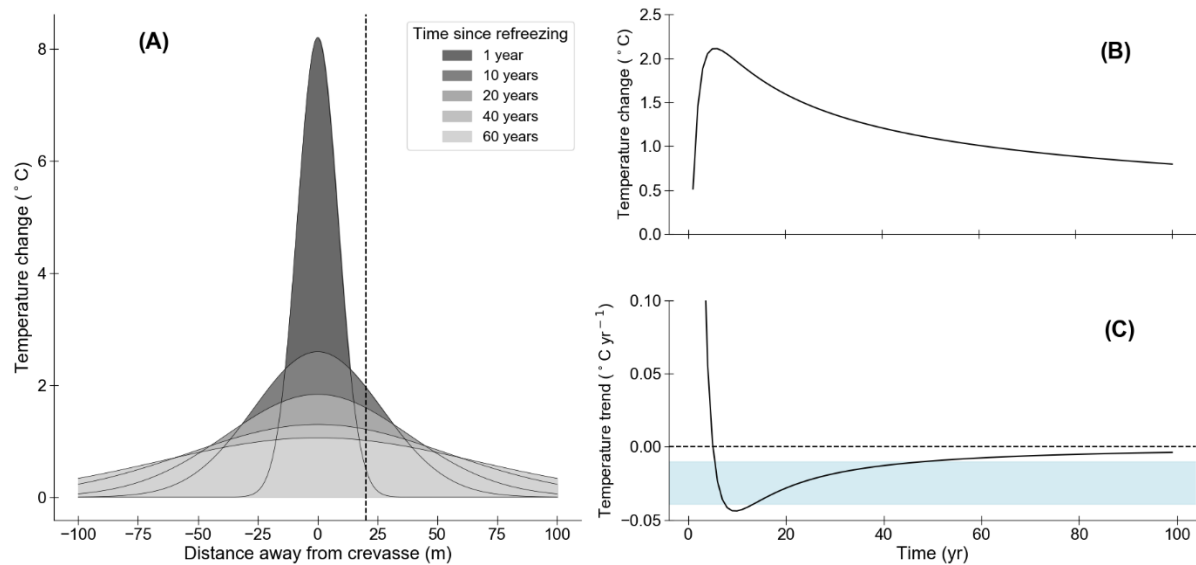 (A)
Time since refreezing
1 year
10 years
20 years
40 years
60 years
Temperature change (°C)
8
6
4
2
0
−100
−75
−50
−25
0
25
50
75
100
Distance away from crevasse (m)
(B)
Temperature change (°C)
2.5
2.0
1.5
1.0
0.5
0.0
(C)
Temperature trend (°C yr⁻¹)
0.10
0.05
0.00
−0.05
0
20
40
60
80
100
Time (yr)